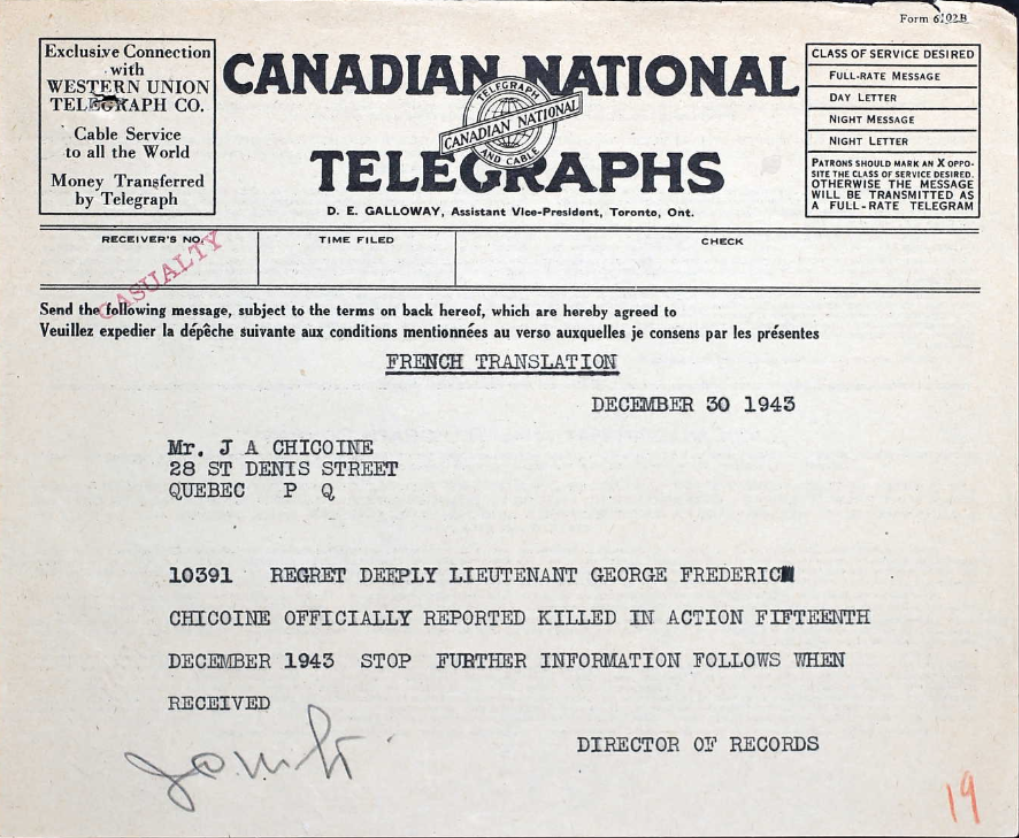 Form 6102B
Exclusive Connection
with
WESTERN UNION
TELEGRAPH CO.
Cable Service
to all the World
Money Transferred
by Telegraph
CANADIAN NATIONAL
TELEGRAPH
CANADIAN NATIONAL
AND CABLE
TELEGRAPHS
D. E. GALLOWAY, Assistant Vice-President, Toronto, Ont.
CLASS OF SERVICE DESIRED
FULL-RATE MESSAGE
DAY LETTER
NIGHT MESSAGE
NIGHT LETTER
PATRONS SHOULD MARK AN X OPPO-
SITE THE CLASS OF SERVICE DESIRED.
OTHERWISE THE MESSAGE
WILL BE TRANSMITTED AS
A FULL-RATE TELEGRAM
RECEIVER'S NO.
TIME FILED
CHECK
CASUALTY
Send the following message, subject to the terms on back hereof, which are hereby agreed to
Veuillez expedier la dépêche suivante aux conditions mentionnées au verso auxquelles je consens par les présentes
FRENCH TRANSLATION
DECEMBER 30 1943
Mr. J A CHICOINE
28 ST DENIS STREET
QUEBEC P Q
10391 REGRET DEEPLY LIEUTENANT GEORGE FREDERIC
CHICOINE OFFICIALLY REPORTED KILLED IN ACTION FIFTEENTH
DECEMBER 1943 STOP FURTHER INFORMATION FOLLOWS WHEN
RECEIVED
DIRECTOR OF RECORDS
19